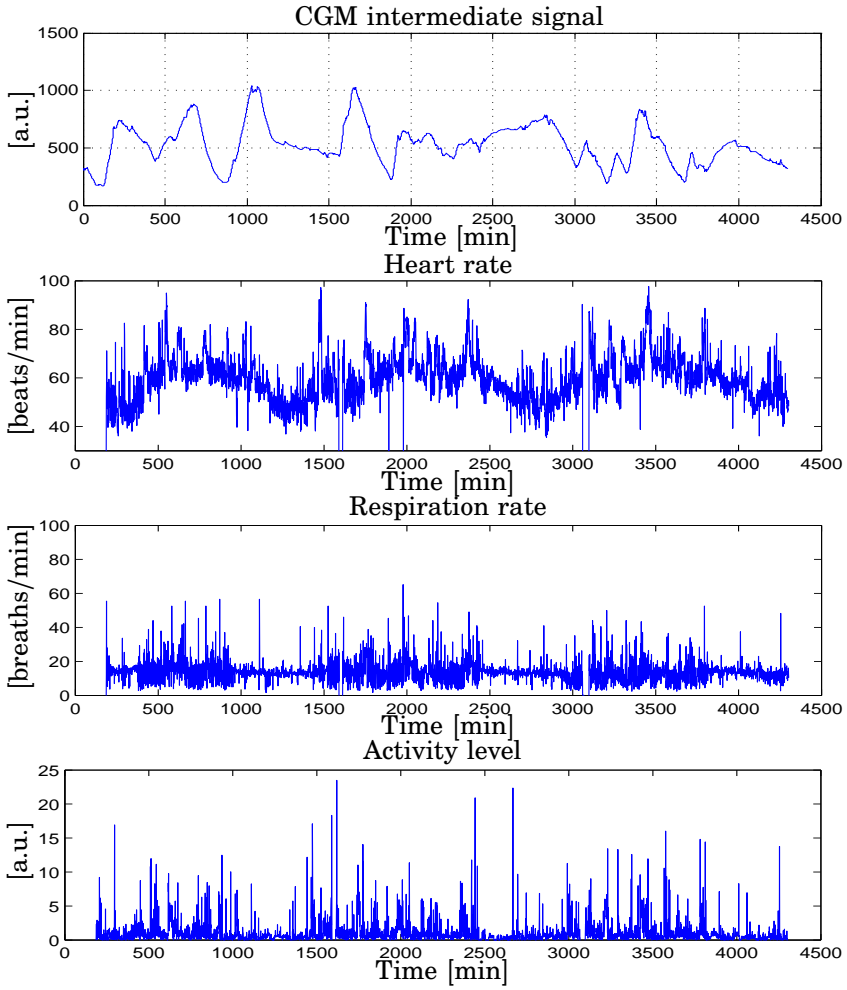 CGM intermediate signal
1500
1000
500
0
[a.u.]
0 500 1000 1500 2000 2500 3000 3500 4000 4500
Time [min]
Heart rate
100
80
60
40
[beats/min]
500 1000 1500 2000 2500 3000 3500 4000 4500
Time [min]
Respiration rate
100
80
60
40
20
0
[breaths/min]
500 1000 1500 2000 2500 3000 3500 4000 4500
Time [min]
Activity level
25
20
15
10
5
0
[a.u.]
0 500 1000 1500 2000 2500 3000 3500 4000 4500
Time [min]